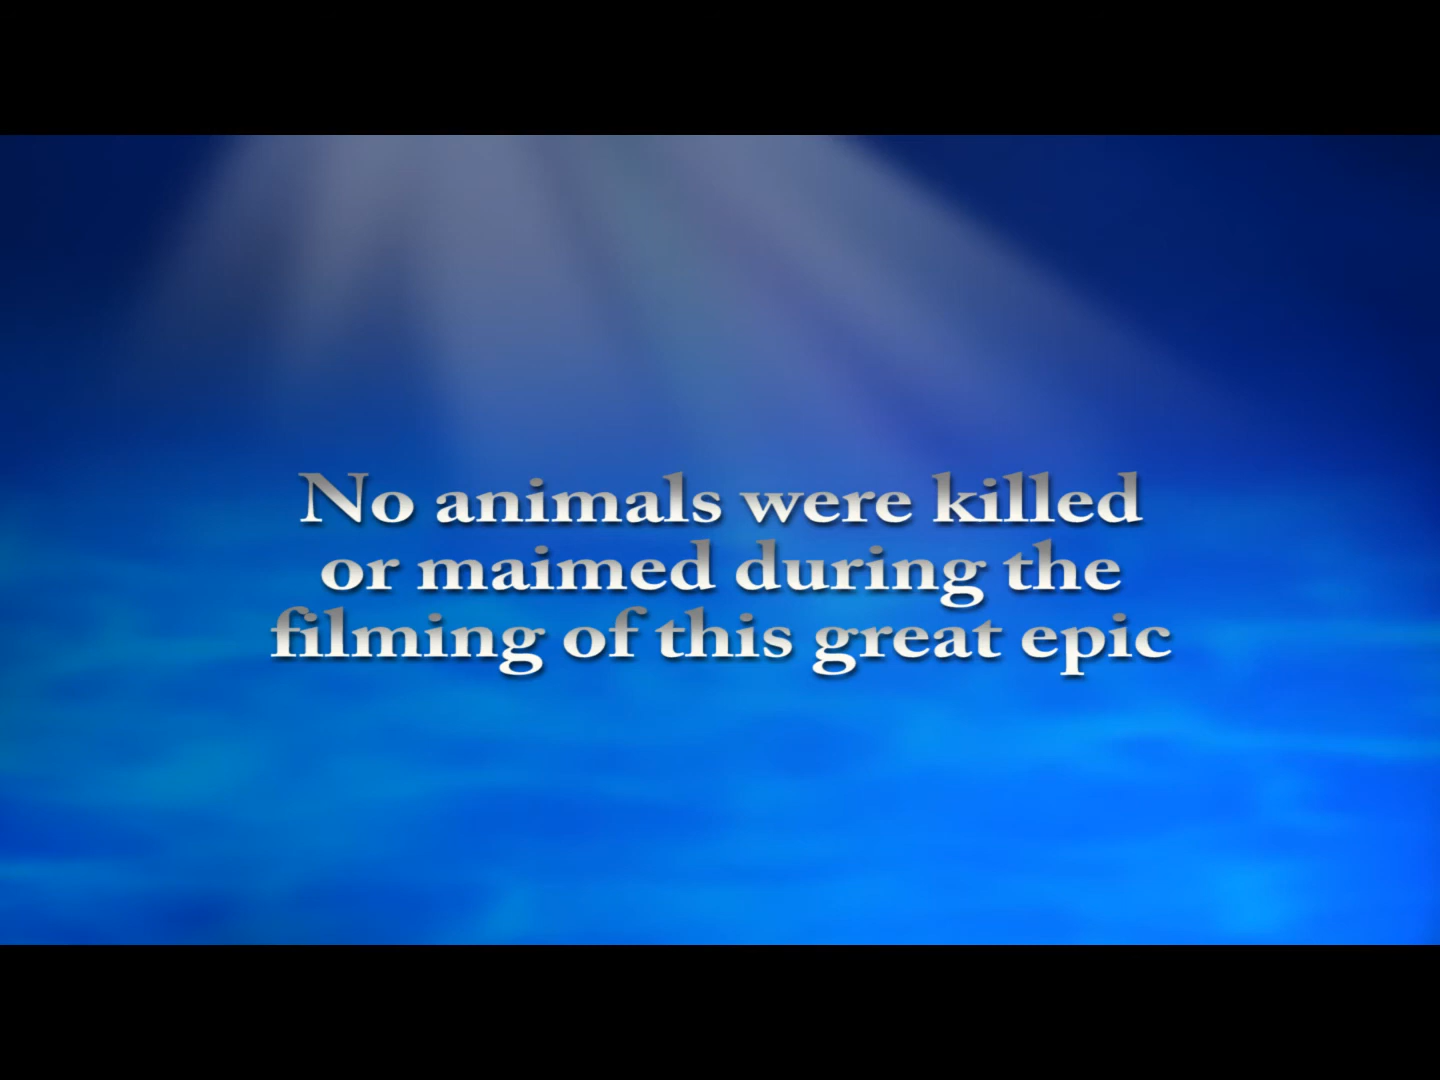 No animals were killed
or maimed during the
filming of this great epic